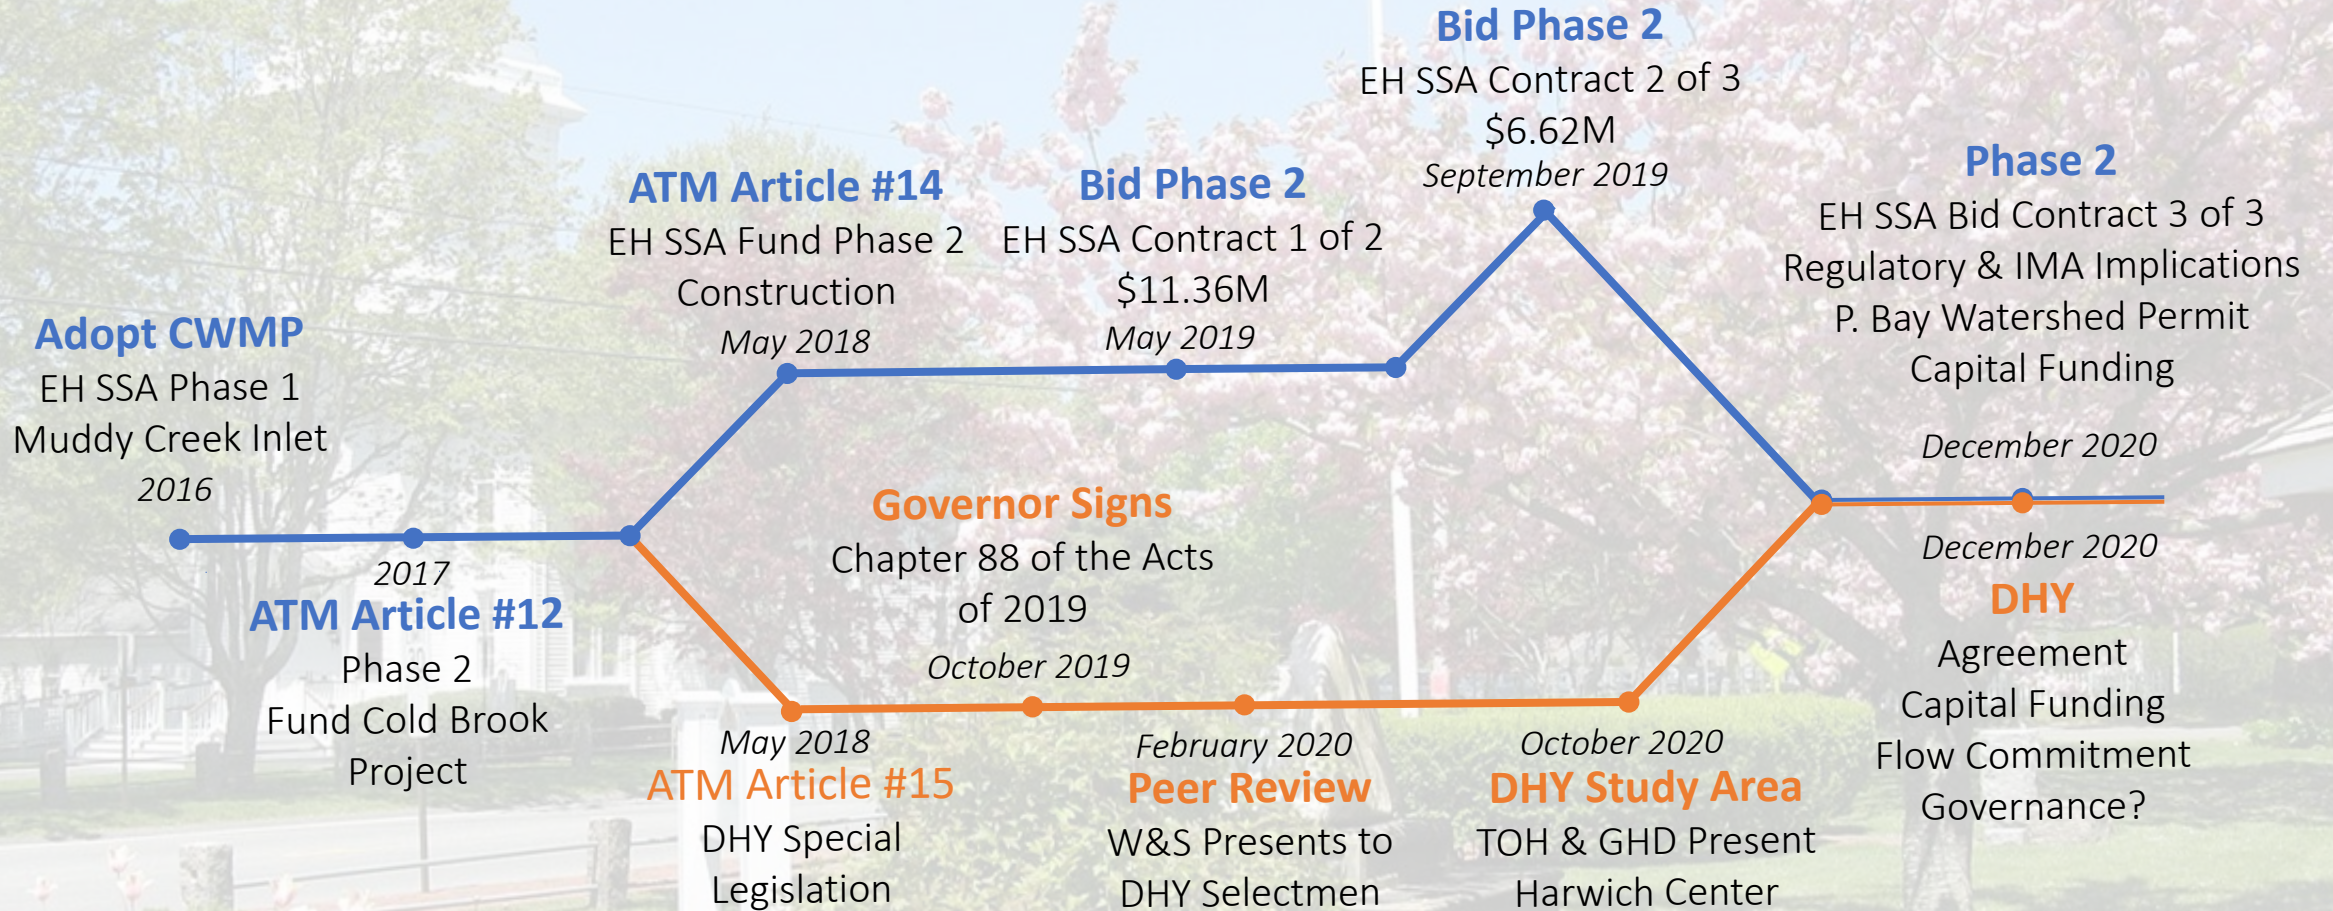 Adopt CWMP
EH SSA Phase 1
Muddy Creek Inlet
2016
2017
ATM Article #12
Phase 2
Fund Cold Brook
Project
ATM Article #14
EH SSA Fund Phase 2
Construction
May 2018
Bid Phase 2
EH SSA Contract 1 of 2
$11.36M
May 2019
Bid Phase 2
EH SSA Contract 2 of 3
$6.62M
September 2019
Phase 2
EH SSA Bid Contract 3 of 3
Regulatory & IMA Implications
P. Bay Watershed Permit
Capital Funding
December 2020
Governor Signs
Chapter 88 of the Acts
of 2019
October 2019
May 2018
ATM Article #15
DHY Special
Legislation
February 2020
Peer Review
W&S Presents to
DHY Selectmen
October 2020
DHY Study Area
TOH & GHD Present
Harwich Center
December 2020
DHY
Agreement
Capital Funding
Flow Commitment
Governance?